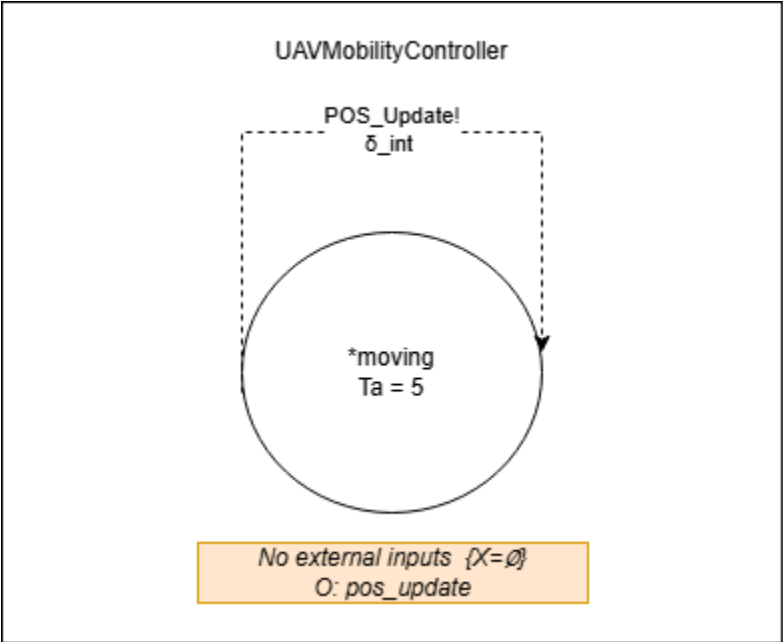 UAVMobilityController
POS_Update!
δ_int
*moving
Ta = 5
No external inputs {X=∅}
O: pos_update